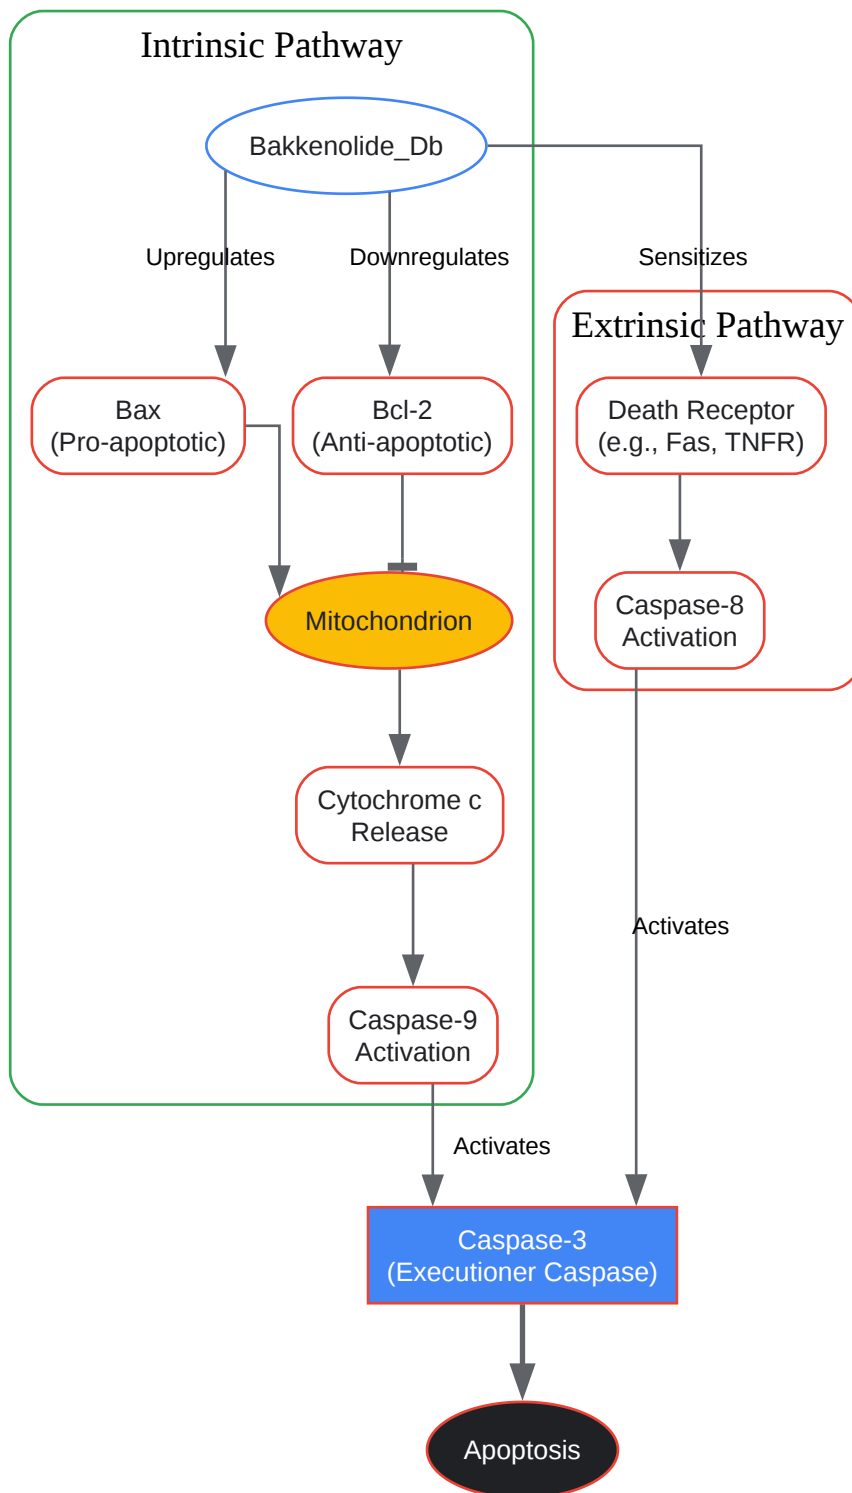 Intrinsic Pathway
Bakkenolide_Db
Upregulates
Downregulates
Sensitizes
Extrinsic Pathway
Bax
(Pro-apoptotic)
Bcl-2
(Anti-apoptotic)
Death Receptor
(e.g., Fas, TNFR)
Mitochondrion
Caspase-8
Activation
Cytochrome c
Release
Activates
Caspase-9
Activation
Activates
Caspase-3
(Executioner Caspase)
Apoptosis